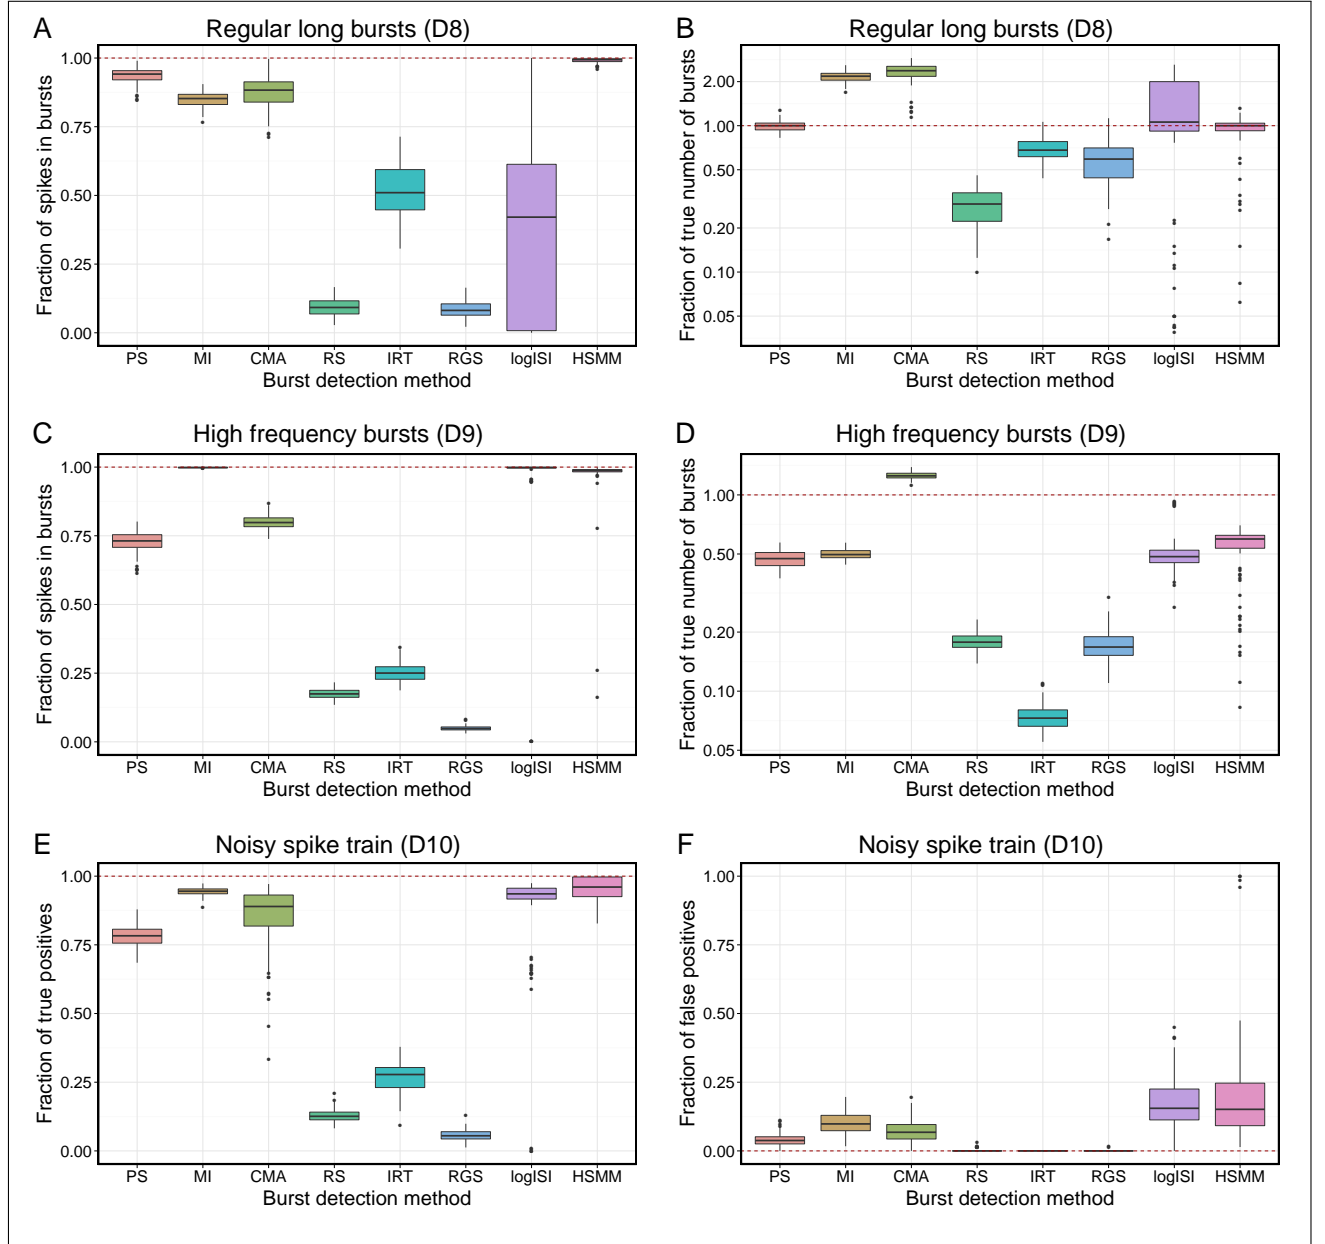 A
Regular long bursts (D8)
Fraction of spikes in bursts
1.00
0.75
0.50
0.25
0.00
PS MI CMA RS IRT RGS logISI HSMM
Burst detection method
B
Regular long bursts (D8)
Fraction of true number of bursts
2.00
1.00
0.50
0.20
0.10
0.05
PS MI CMA RS IRT RGS logISI HSMM
Burst detection method
C
High frequency bursts (D9)
Fraction of spikes in bursts
1.00
0.75
0.50
0.25
0.00
PS MI CMA RS IRT RGS logISI HSMM
Burst detection method
D
High frequency bursts (D9)
Fraction of true number of bursts
1.00
0.50
0.20
0.10
0.05
PS MI CMA RS IRT RGS logISI HSMM
Burst detection method
E
Noisy spike train (D10)
Fraction of true positives
1.00
0.75
0.50
0.25
0.00
PS MI CMA RS IRT RGS logISI HSMM
Burst detection method
F
Noisy spike train (D10)
Fraction of false positives
1.00
0.75
0.50
0.25
0.00
PS MI CMA RS IRT RGS logISI HSMM
Burst detection method